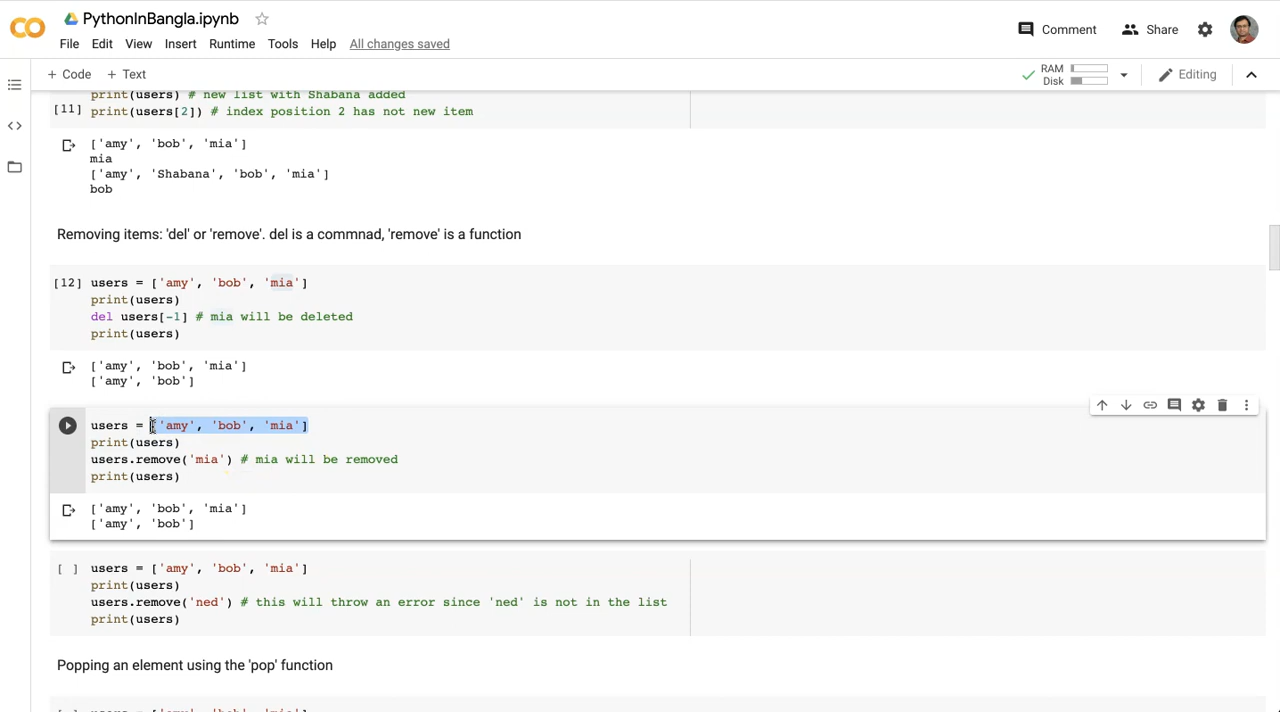 PythonInBangla.ipynb
Comment
Share
File Edit View Insert Runtime Tools Help All changes saved
+ Code + Text
RAM
Disk
Editing
print(users) # new list with Shabana added
[11] print(users[2]) # index position 2 has not new item
['amy', 'bob', 'mia']
mia
['amy', 'Shabana', 'bob', 'mia']
bob
Removing items: 'del' or 'remove'. del is a commnad, 'remove' is a function
[12] users = ['amy', 'bob', 'mia']
print(users)
del users[-1] # mia will be deleted
print(users)
['amy', 'bob', 'mia']
['amy', 'bob']
users = ['amy', 'bob', 'mia']
print(users)
users.remove('mia') # mia will be removed
print(users)
['amy', 'bob', 'mia']
['amy', 'bob']
[ ] users = ['amy', 'bob', 'mia']
print(users)
users.remove('ned') # this will throw an error since 'ned' is not in the list
print(users)
Popping an element using the 'pop' function
[ ] users = ['amy', 'bob', 'mia']